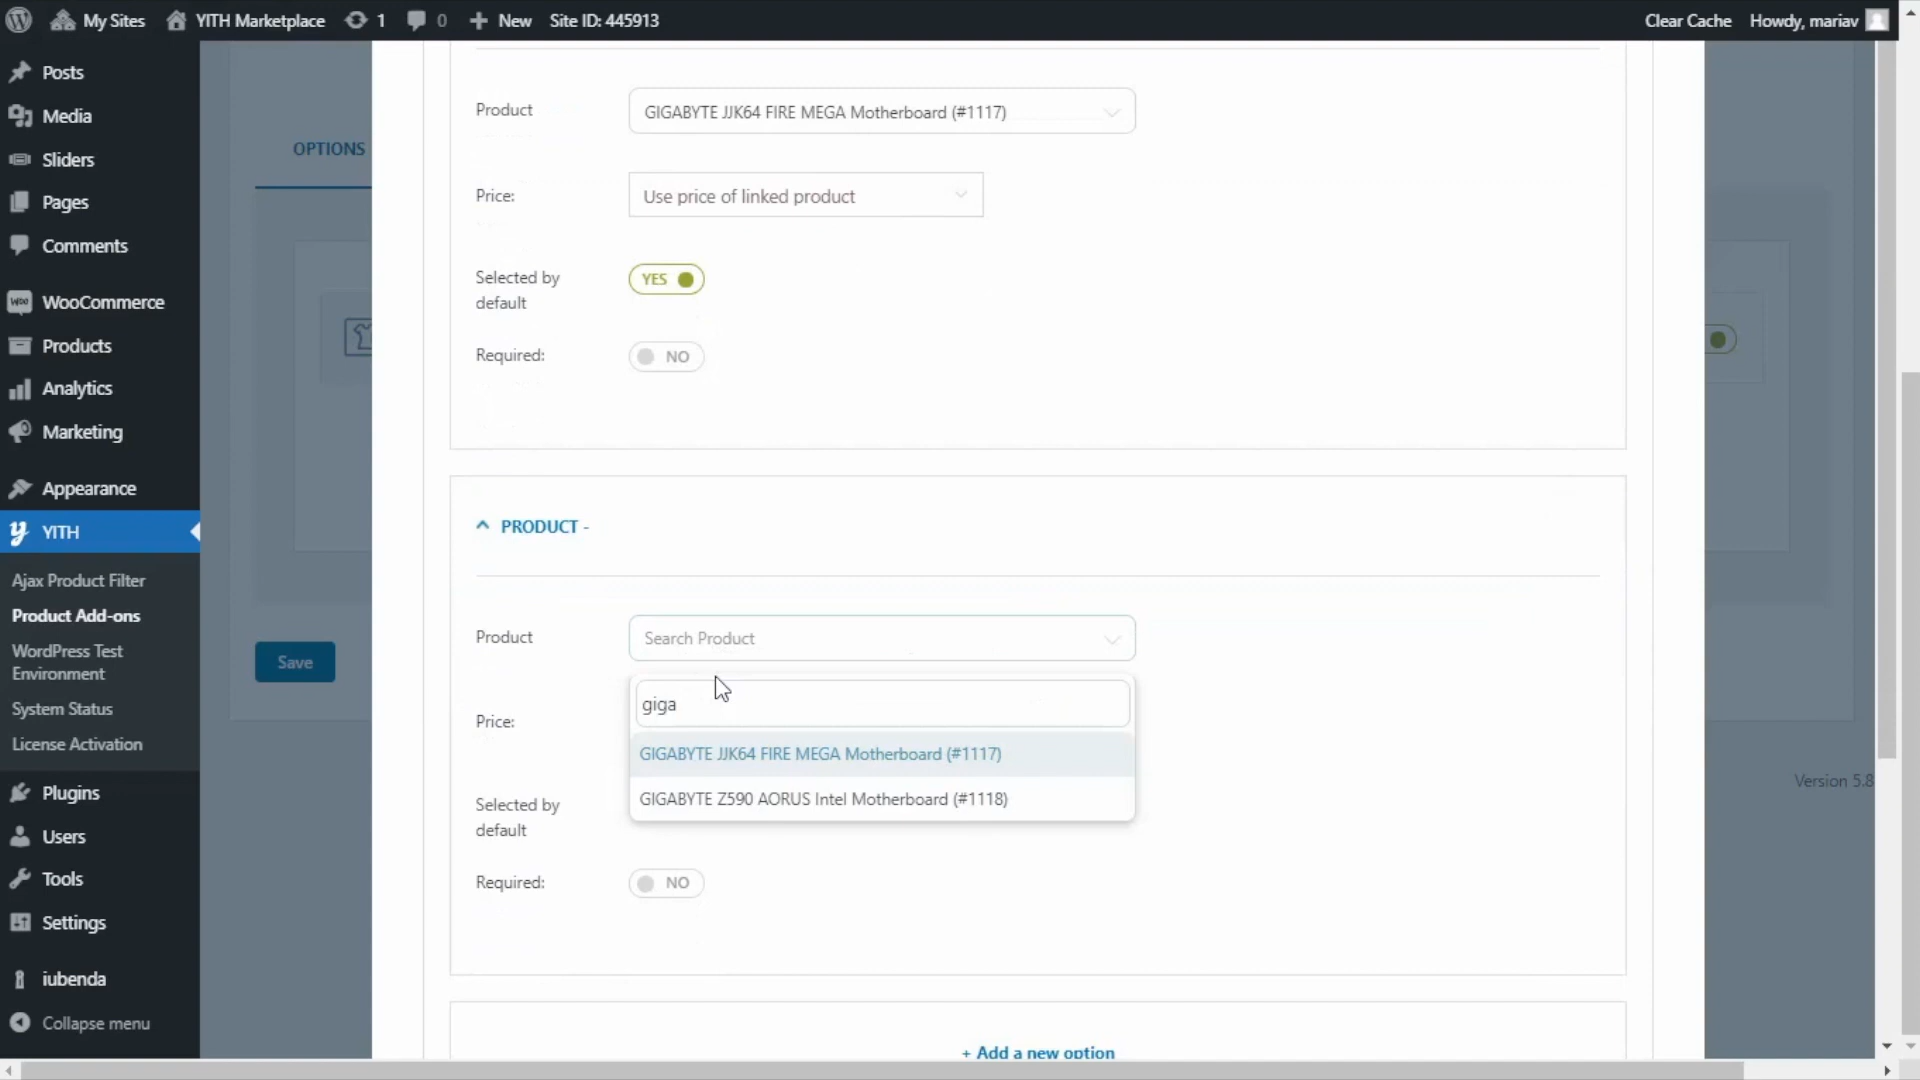 My Sites YITH Marketplace 1 0 New Site ID: 445913 Clear Cache Howdy, mariav
Posts
Media
Sliders
Pages
Comments
WooCommerce
Products
Analytics
Marketing
Appearance
YITH
Ajax Product Filter
Product Add-ons
WordPress Test
Environment
System Status
License Activation
Plugins
Users
Tools
Settings
iubenda
Collapse menu
OPTIONS
Save
Product GIGABYTE JJK64 FIRE MEGA Motherboard (#1117)
Price: Use price of linked product
Selected by
default
YES
Required: NO
PRODUCT -
Product Search Product
giga
Price:
GIGABYTE JJK64 FIRE MEGA Motherboard (#1117)
GIGABYTE Z590 AORUS Intel Motherboard (#1118)
Selected by
default
Required: NO
+ Add a new option
Version 5.8